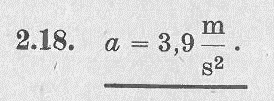 2.18. a = 3,9 m/s².